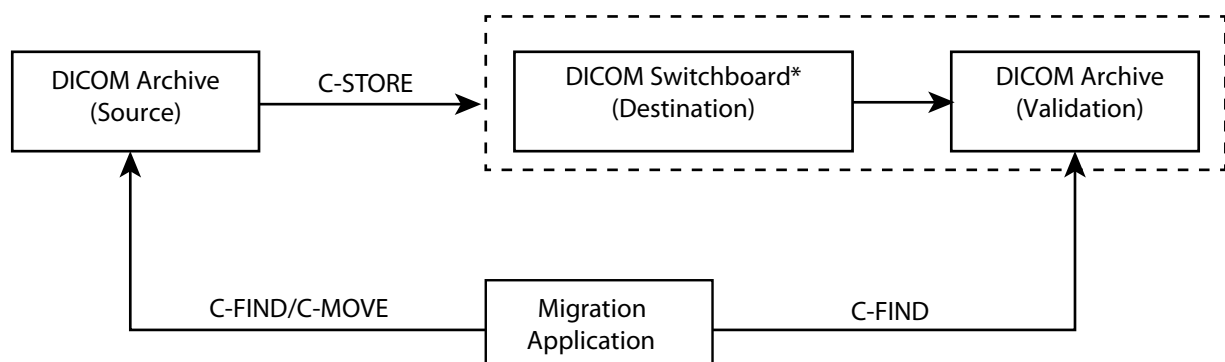 DICOM Archive
(Source)
C-STORE
DICOM Switchboard*
(Destination)
DICOM Archive
(Validation)
C-FIND/C-MOVE
Migration
Application
C-FIND